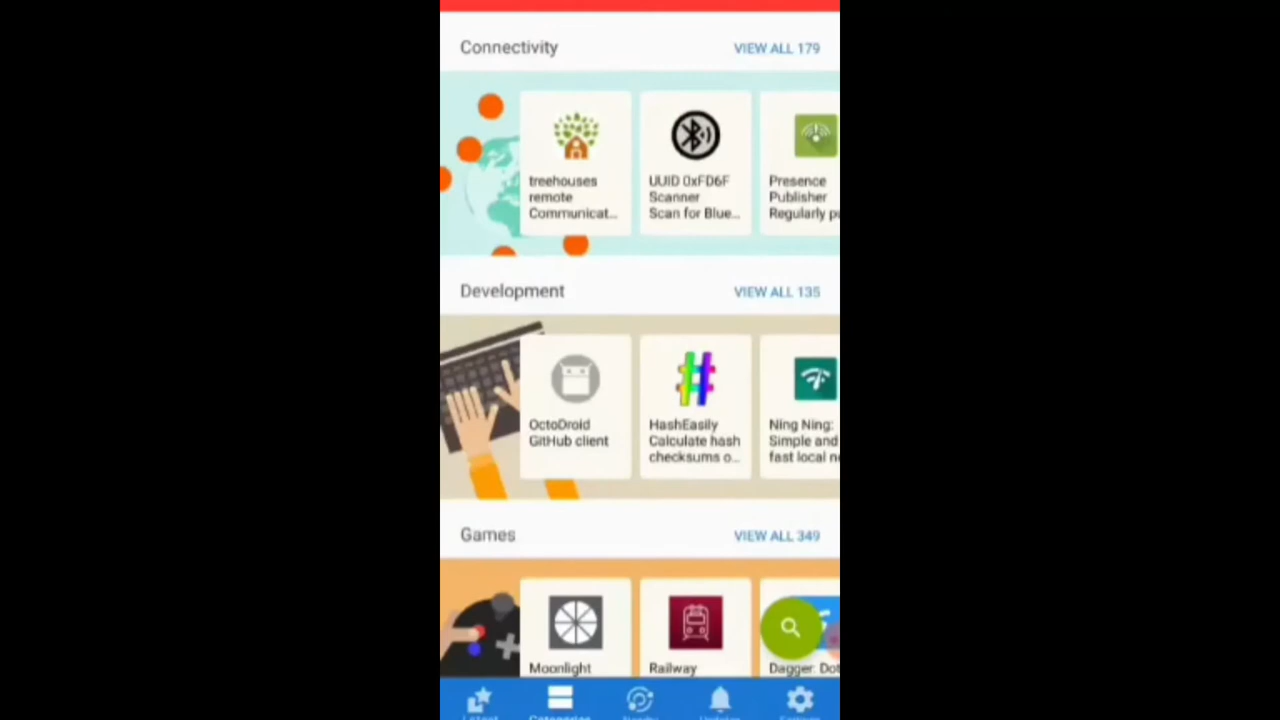 Connectivity
VIEW ALL 179
treehouses
remote
Communicat...
UUID 0xFD6F
Scanner
Scan for Blue...
Presence
Publisher
Regularly p
Development
VIEW ALL 135
OctoDroid
GitHub client
HashEasily
Calculate hash
checksums o...
Ning Ning:
Simple and
fast local n
Games
VIEW ALL 349
Moonlight
Railway
Dagger: Dot